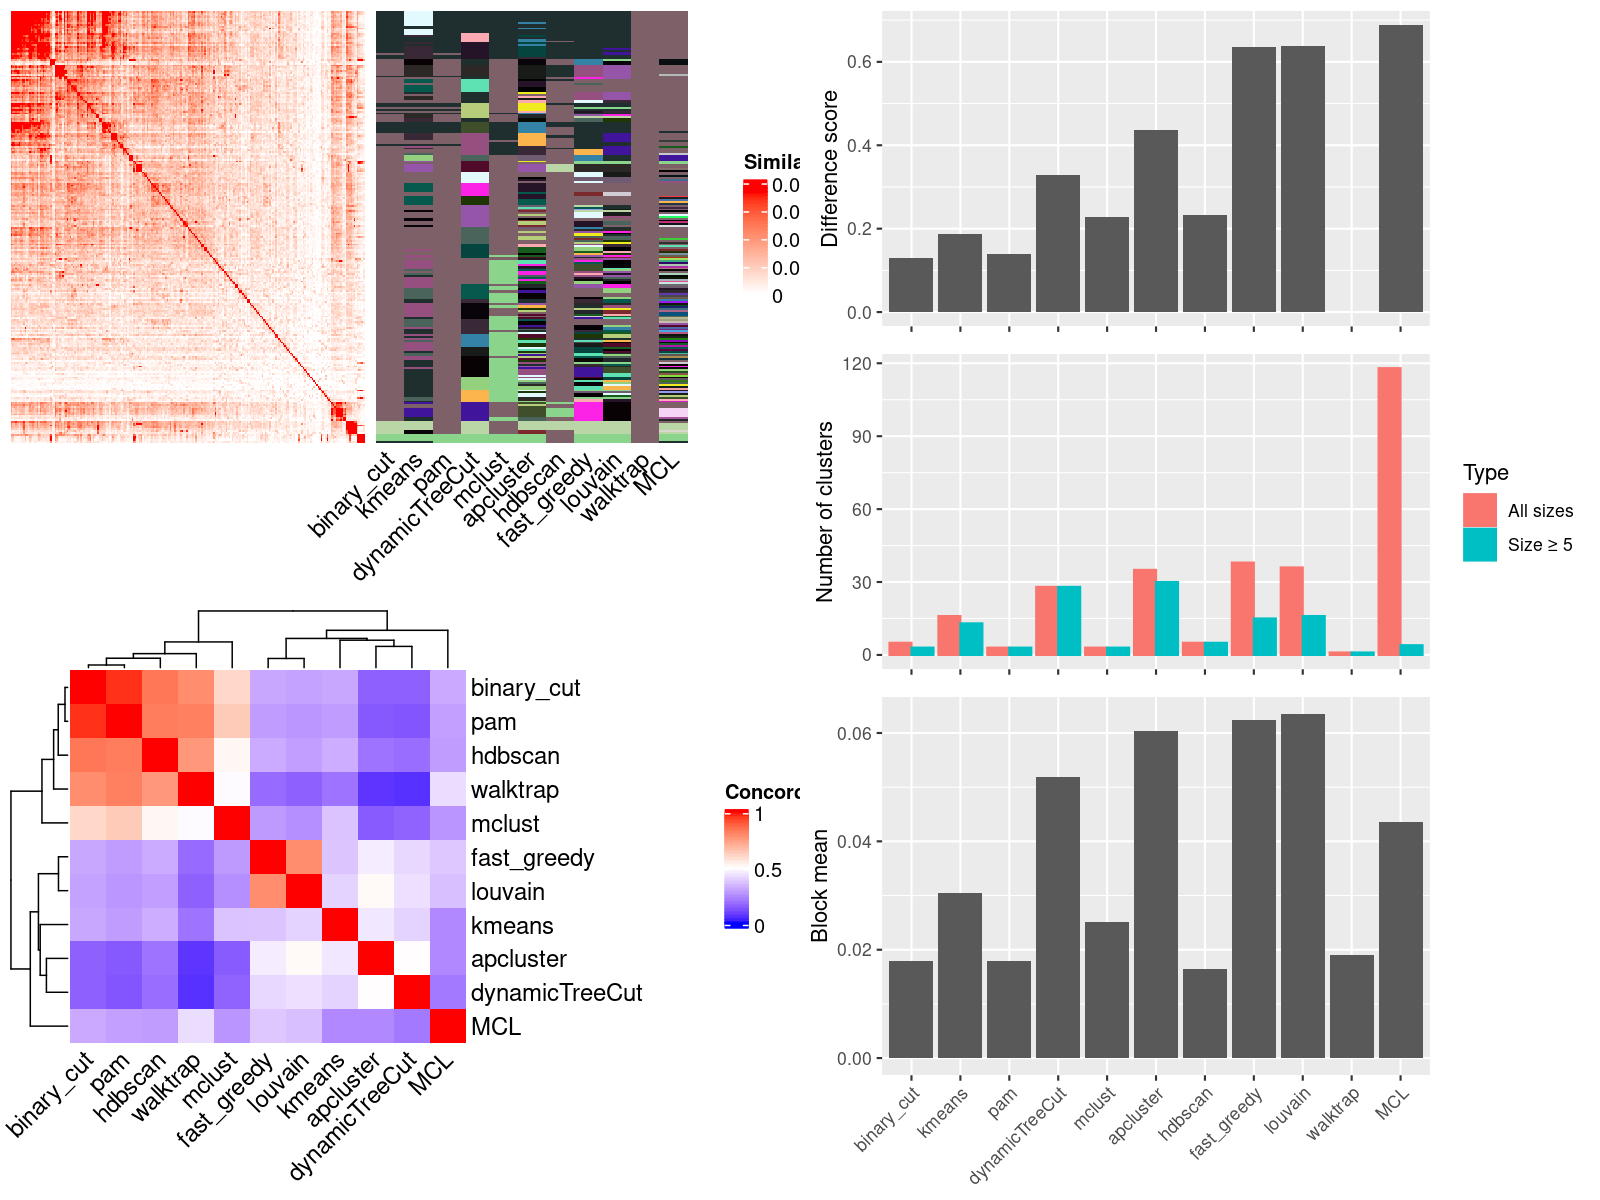 Simila
0.0
0.0
0.0
0.0
0
binary_cut
kmeans
pam
dynamicTreeCut
mclust
apcluster
hdbscan
fast_greedy
louvain
walktrap
MCL
binary_cut
pam
hdbscan
walktrap
mclust
fast_greedy
louvain
kmeans
apcluster
dynamicTreeCut
MCL
binary_cut
pam
hdbscan
walktrap
mclust
fast_greedy
louvain
kmeans
apcluster
dynamicTreeCut
MCL
Concord
1
0.5
0
Difference score
0.6
0.4
0.2
0.0
Number of clusters
120
90
60
30
0
Type
All sizes
Size ≥ 5
Block mean
0.06
0.04
0.02
0.00
binary_cut
kmeans
pam
dynamicTreeCut
mclust
apcluster
hdbscan
fast_greedy
louvain
walktrap
MCL